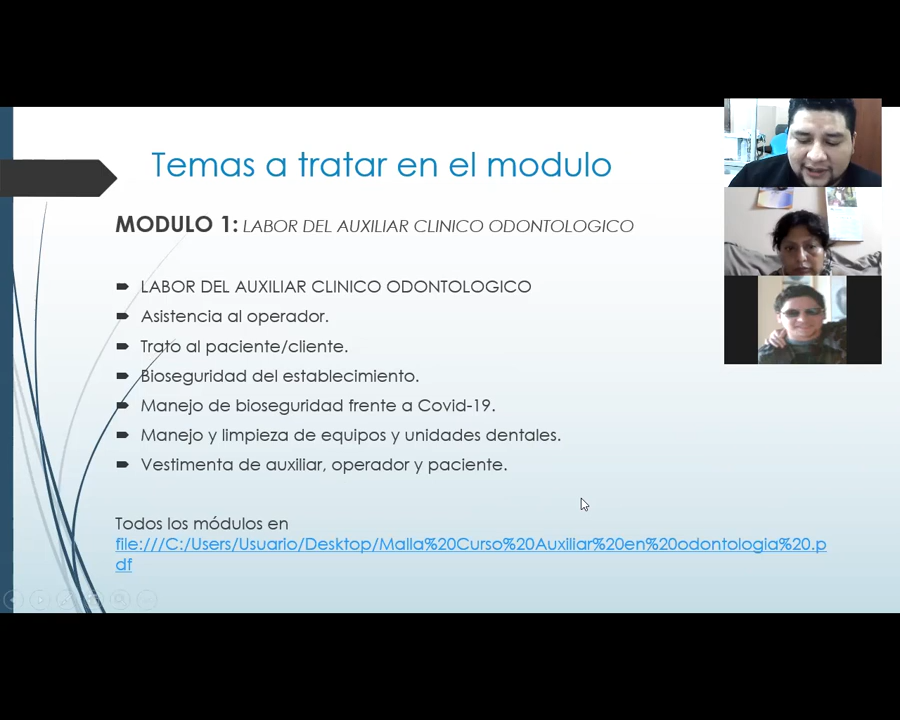 Temas a tratar en el modulo
MODULO 1: LABOR DEL AUXILIAR CLINICO ODONTOLOGICO
LABOR DEL AUXILIAR CLINICO ODONTOLOGICO
Asistencia al operador.
Trato al paciente/cliente.
Bioseguridad del establecimiento.
Manejo de bioseguridad frente a Covid-19.
Manejo y limpieza de equipos y unidades dentales.
Vestimenta de auxiliar, operador y paciente.
Todos los módulos en
file:///C:/Users/Usuario/Desktop/Malla%20Curso%20Auxiliar%20en%20odontologia%20.p
df